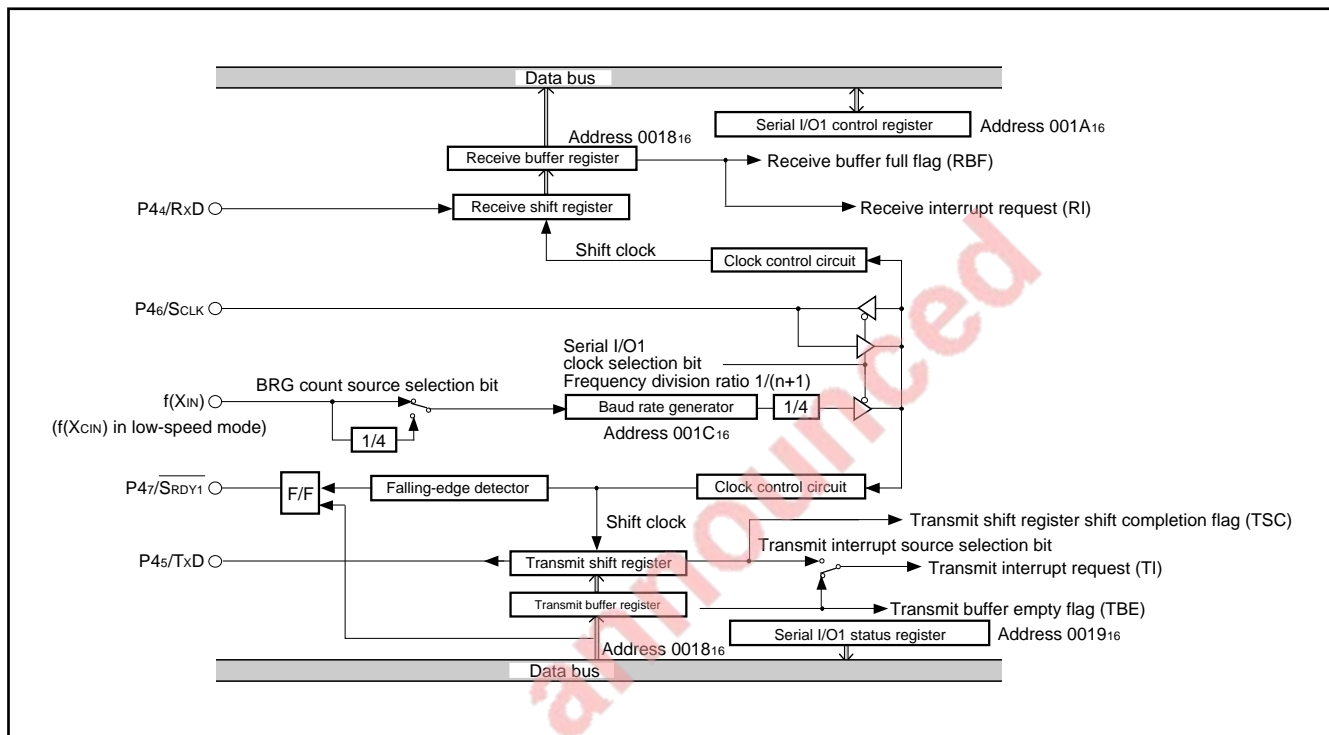 Data bus
Serial I/O1 control register
Address 001A16
Address 001816
Receive buffer register
Receive buffer full flag (RBF)
P44/RXD
Receive shift register
Receive interrupt request (RI)
Shift clock
Clock control circuit
P46/SCLK
Serial I/O1
clock selection bit
BRG count source selection bit
Frequency division ratio 1/(n+1)
f(XIN)
Baud rate generator
1/4
(f(XCIN) in low-speed mode)
1/4
Address 001C16
P47/SRDY1
F/F
Falling-edge detector
Clock control circuit
Shift clock
Transmit shift register shift completion flag (TSC)
P45/TXD
Transmit shift register
Transmit interrupt source selection bit
Transmit interrupt request (TI)
Transmit buffer register
Transmit buffer empty flag (TBE)
Address 001816
Serial I/O1 status register
Address 001916
Data bus
announced